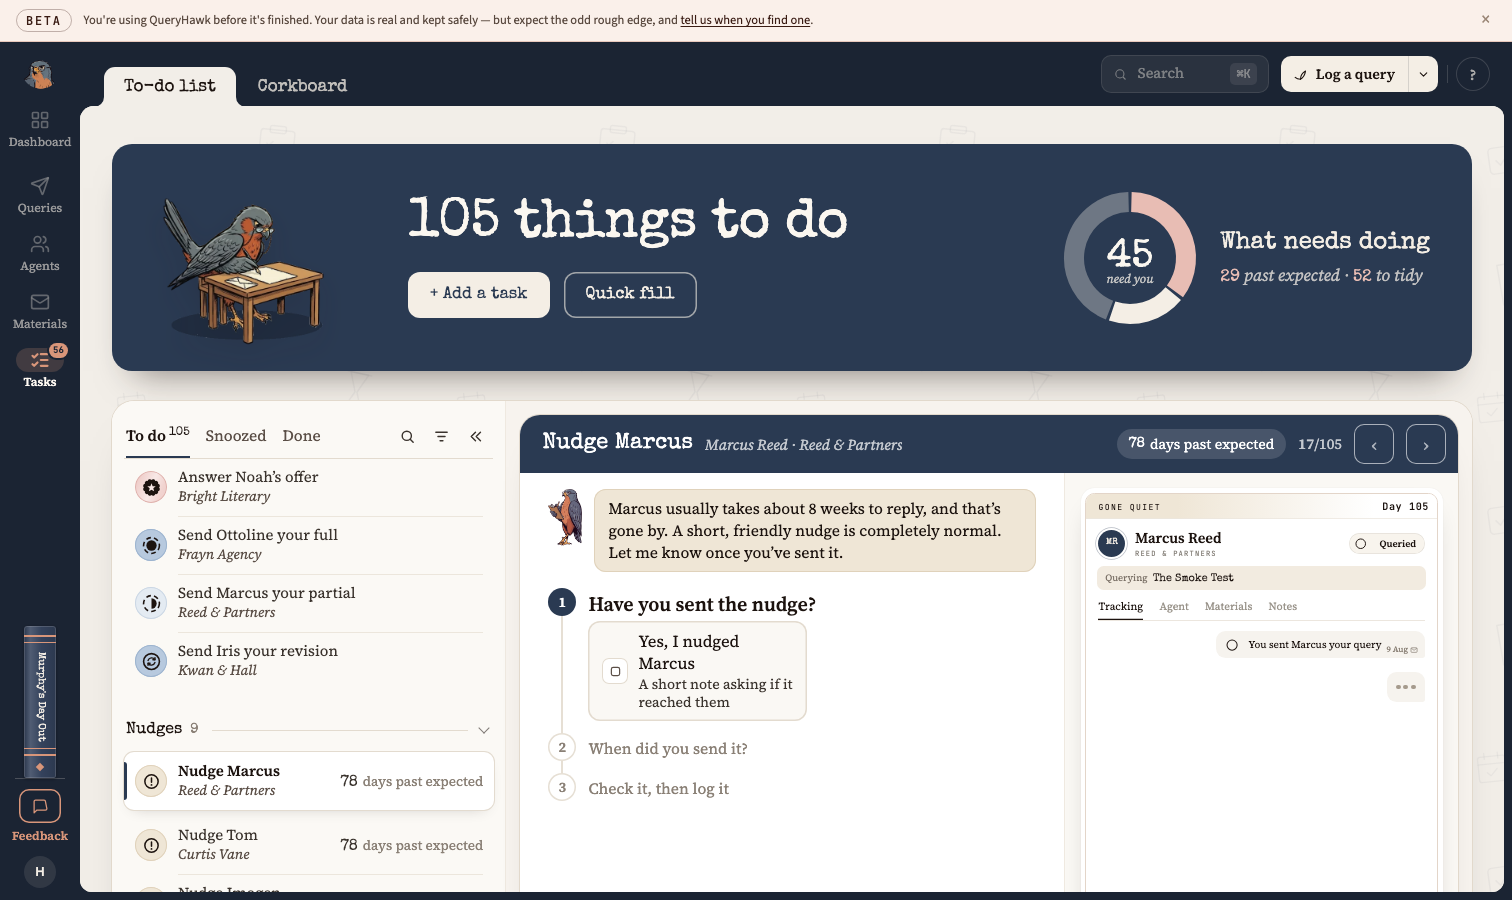 BETA
You're using QueryHawk before it's finished. Your data is real and kept safely — but expect the odd rough edge, and tell us when you find one.
×
To-do list
Corkboard
Search
⌘K
Log a query
?
Dashboard
Queries
Agents
Materials
56
Tasks
Murphy's Day Out
Feedback
H
105 things to do
+ Add a task
Quick fill
45
need you
What needs doing
29 past expected · 52 to tidy
To do 105
Snoozed
Done
Answer Noah's offer
Bright Literary
Send Ottoline your full
Frayn Agency
Send Marcus your partial
Reed & Partners
Send Iris your revision
Kwan & Hall
Nudges 9
Nudge Marcus
Reed & Partners
78 days past expected
Nudge Tom
Curtis Vane
78 days past expected
Nudge Imogen
Nudge Marcus
Marcus Reed · Reed & Partners
78 days past expected
17/105
‹
›
Marcus usually takes about 8 weeks to reply, and that's
gone by. A short, friendly nudge is completely normal.
Let me know once you've sent it.
1
Have you sent the nudge?
Yes, I nudged
Marcus
A short note asking if it
reached them
2
When did you send it?
3
Check it, then log it
GONE QUIET
Day 105
MR
Marcus Reed
REED & PARTNERS
Queried
Querying The Smoke Test
Tracking
Agent
Materials
Notes
You sent Marcus your query
9 Aug